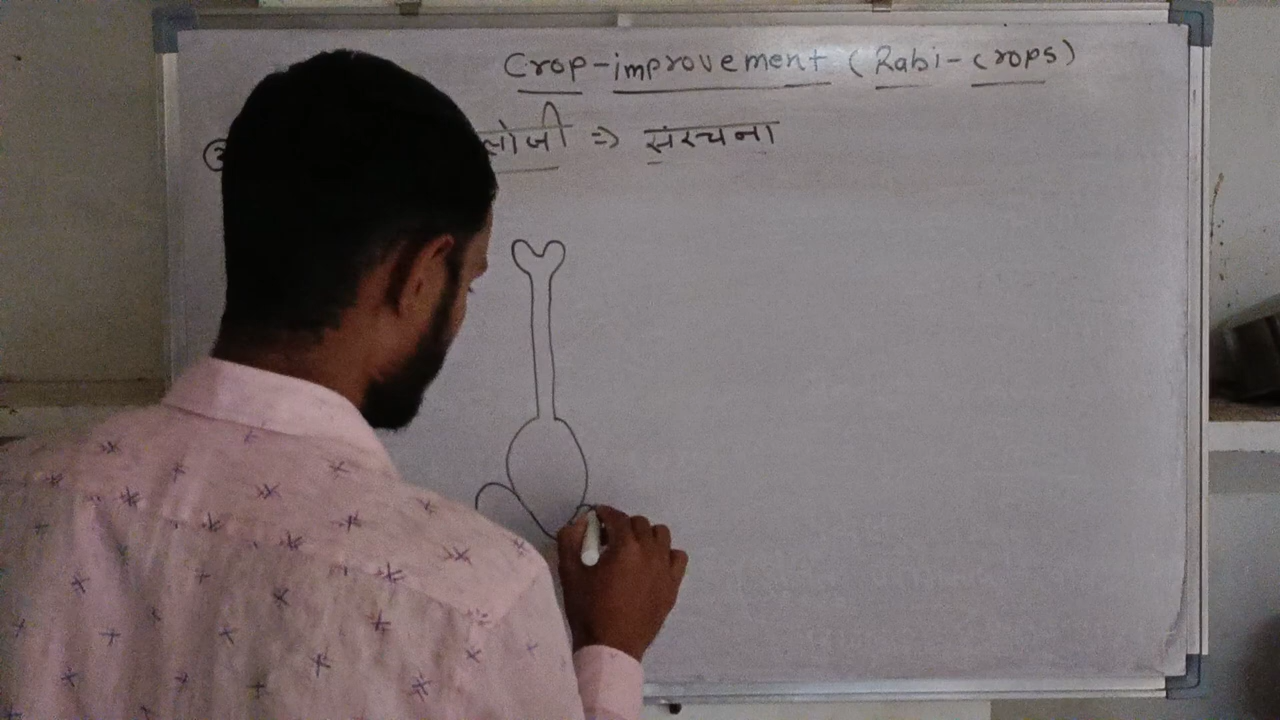 Crop-improvement (Rabi-crops)
लोजी => संरचना